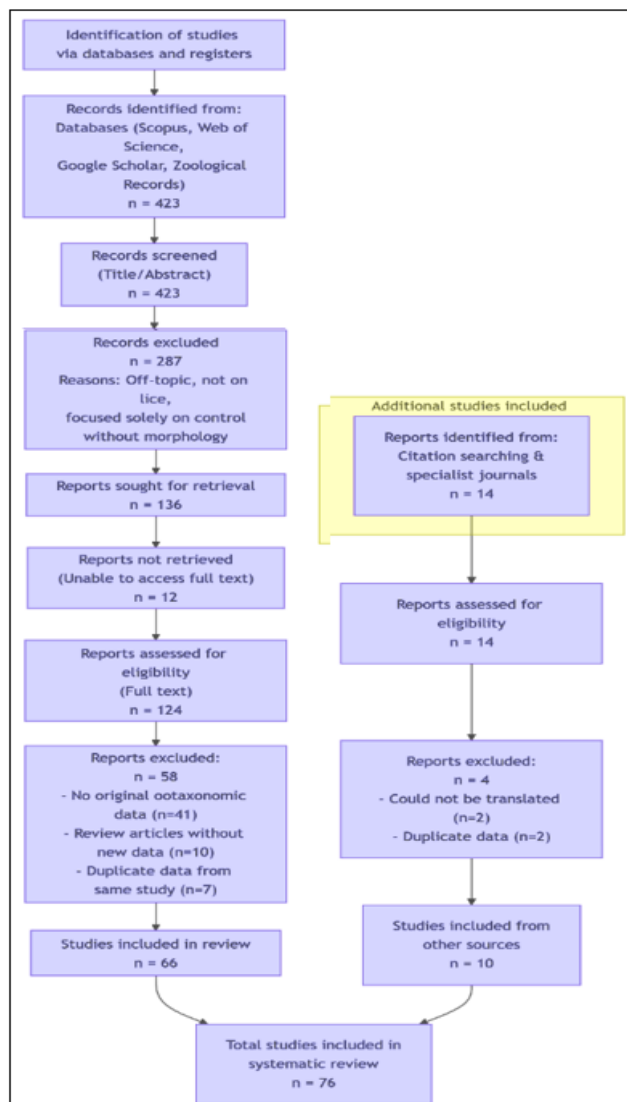 Identification of studies
via databases and registers
Records identified from:
Databases (Scopus, Web of
Science,
Google Scholar, Zoological
Records)
n = 423
Records screened
(Title/Abstract)
n = 423
Records excluded
n = 287
Reasons: Off-topic, not on
lice,
focused solely on control
without morphology
Reports sought for retrieval
n = 136
Reports not retrieved
(Unable to access full text)
n = 12
Reports assessed for
eligibility
(Full text)
n = 124
Reports excluded:
n = 58
- No original ootaxonomic
data (n=41)
- Review articles without
new data (n=10)
- Duplicate data from
same study (n=7)
Studies included in review
n = 66
Additional studies included
Reports identified from:
Citation searching &
specialist journals
n = 14
Reports assessed for
eligibility
n = 14
Reports excluded:
n = 4
- Could not be translated
(n=2)
- Duplicate data (n=2)
Studies included from
other sources
n = 10
Total studies included in
systematic review
n = 76